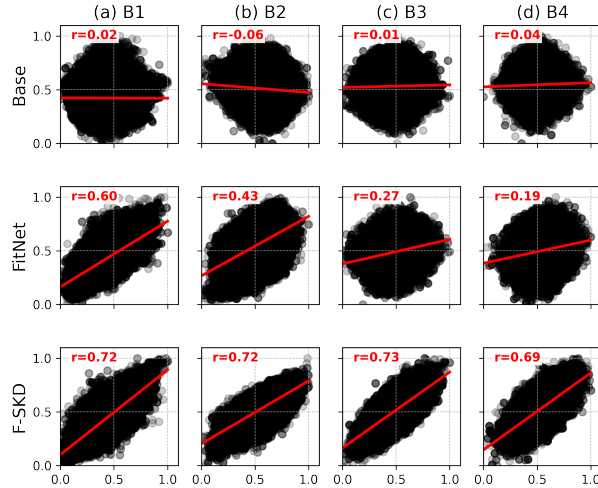 (a) B1 (b) B2 (c) B3 (d) B4
Base
1.0
0.5
0.0
r=0.02
r=-0.06
r=0.01
r=0.04
FitNet
1.0
0.5
0.0
r=0.60
r=0.43
r=0.27
r=0.19
F-SKD
1.0
0.5
0.0
r=0.72
r=0.72
r=0.73
r=0.69
0.0 0.5 1.0 0.0 0.5 1.0 0.0 0.5 1.0 0.0 0.5 1.0